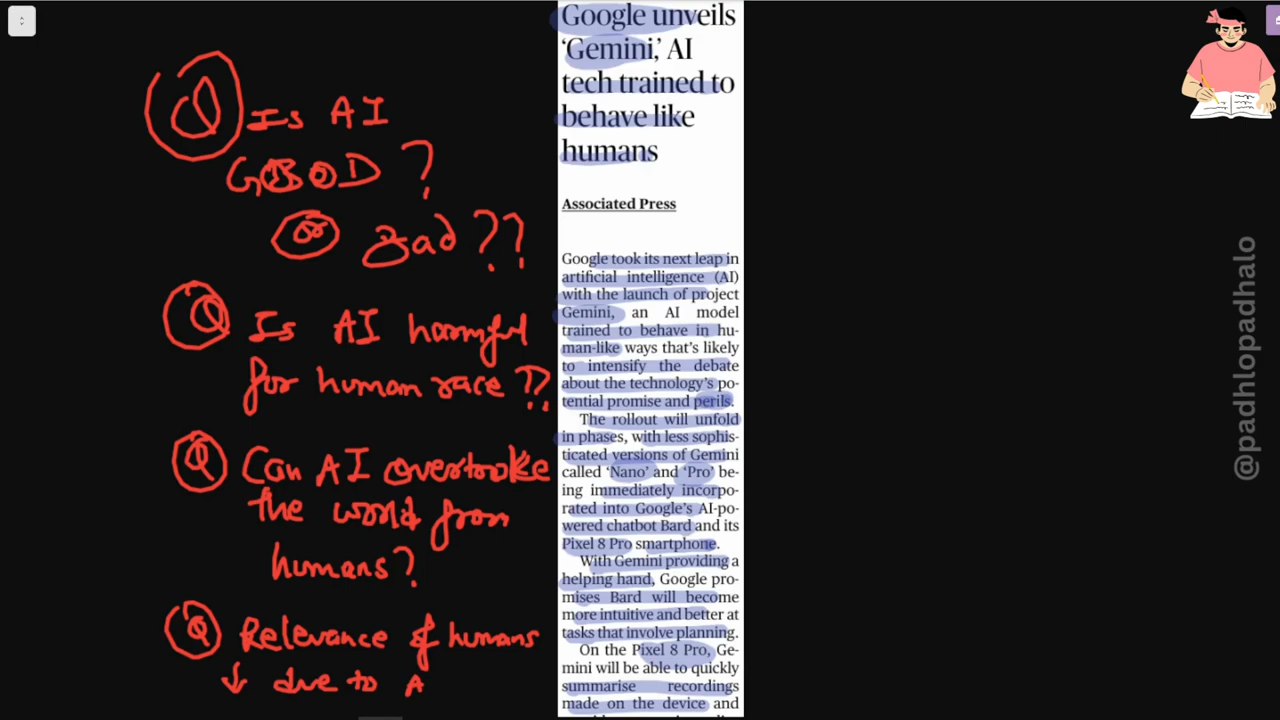 Q Is AI
GOOD ?
Q Bad ??
Q Is AI harmful
for human race ??
Q Can AI overtake
the world from
humans ?
Q Relevance of humans
↓ due to A
Google unveils
‘Gemini,’ AI
tech trained to
behave like
humans
Associated Press
Google took its next leap in
artificial intelligence (AI)
with the launch of project
Gemini, an AI model
trained to behave in hu-
man-like ways that’s likely
to intensify the debate
about the technology’s po-
tential promise and perils.
The rollout will unfold
in phases, with less sophis-
ticated versions of Gemini
called ‘Nano’ and ‘Pro’ be-
ing immediately incorpo-
rated into Google’s AI-po-
wered chatbot Bard and its
Pixel 8 Pro smartphone.
With Gemini providing a
helping hand, Google pro-
mises Bard will become
more intuitive and better at
tasks that involve planning.
On the Pixel 8 Pro, Ge-
mini will be able to quickly
summarise recordings
made on the device and
@padhlopadhalo